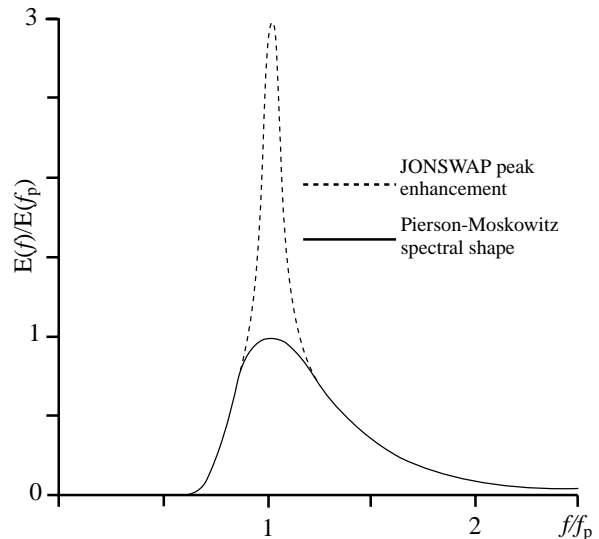 3
E(f)/E(fp)
JONSWAP peak
enhancement
Pierson-Moskowitz
spectral shape
1
0
1
2
f/fp